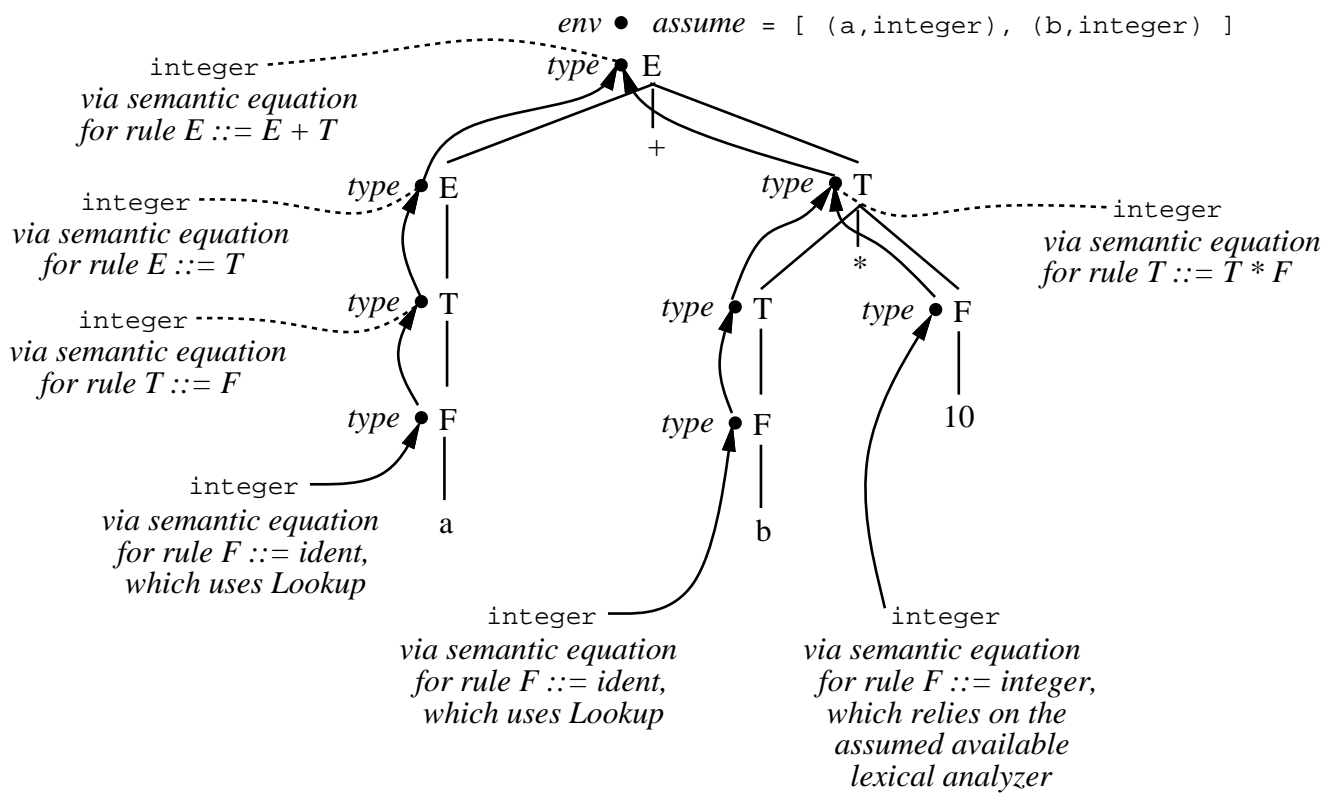 env assume = [ (a,integer), (b,integer) ]
integer
via semantic equation
for rule E ::= E + T
type E
+
type E
integer
via semantic equation
for rule E ::= T
type T
integer
via semantic equation
for rule T ::= T * F
*
type T
integer
via semantic equation
for rule T ::= F
type T
type F
type F
integer
via semantic equation
for rule F ::= ident,
which uses Lookup
a
type F
b
10
integer
via semantic equation
for rule F ::= ident,
which uses Lookup
integer
via semantic equation
for rule F ::= integer,
which relies on the
assumed available
lexical analyzer